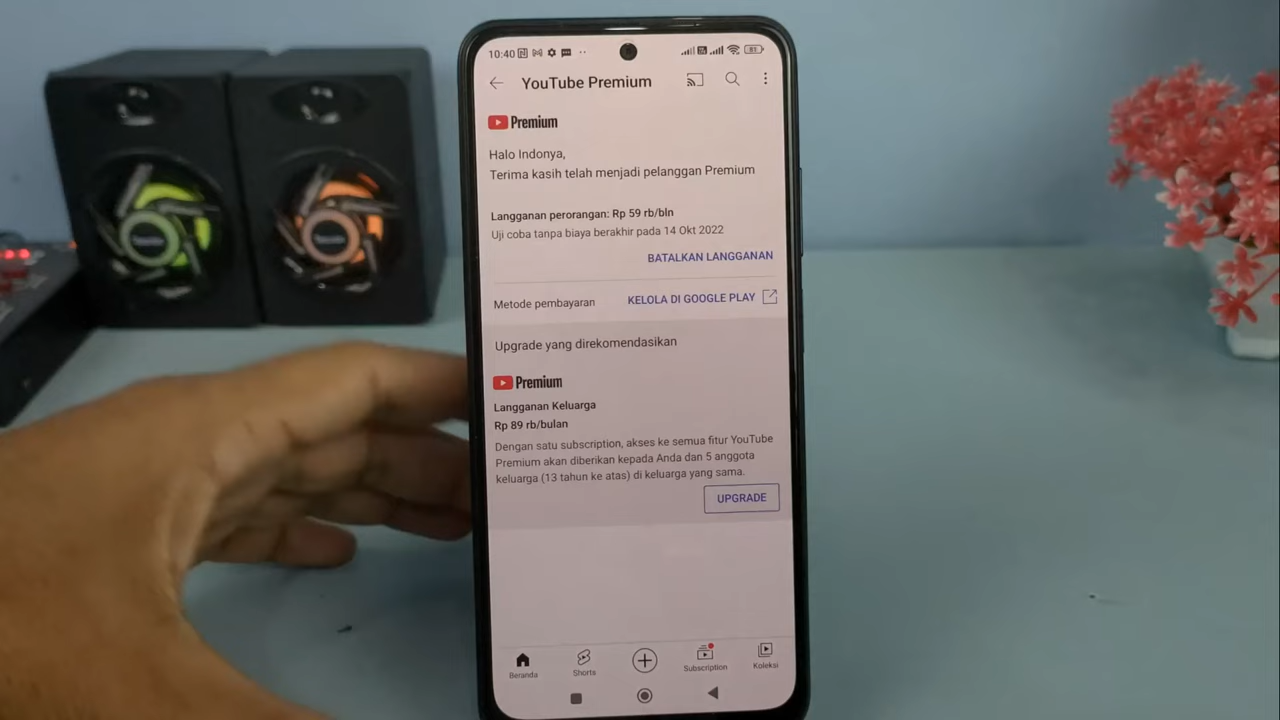 10:40
85
YouTube Premium
Premium
Halo Indonya,
Terima kasih telah menjadi pelanggan Premium
Langganan perorangan: Rp 59 rb/bln
Uji coba tanpa biaya berakhir pada 14 Okt 2022
BATALKAN LANGGANAN
Metode pembayaran
KELOLA DI GOOGLE PLAY
Upgrade yang direkomendasikan
Premium
Langganan Keluarga
Rp 89 rb/bulan
Dengan satu subscription, akses ke semua fitur YouTube
Premium akan diberikan kepada Anda dan 5 anggota
keluarga (13 tahun ke atas) di keluarga yang sama.
UPGRADE
Beranda
Shorts
Subscription
Koleksi